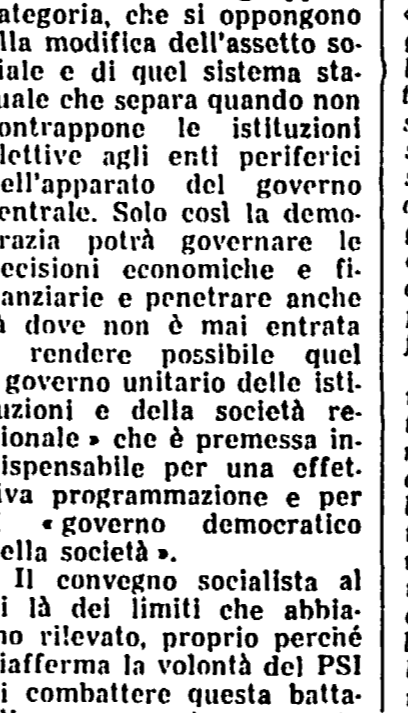 ategoria, che si oppongono
lla modifica dell'assetto so-
iale e di quel sistema sta-
uale che separa quando non
ontrappone le istituzioni
lettive agli enti periferici
ell'apparato del governo
entrale. Solo così la demo-
razia potrà governare le
ecisioni economiche e fi-
anziarie e penetrare anche
à dove non è mai entrata
rendere possibile quel
governo unitario delle isti-
uzioni e della società re-
ionale » che è premessa in-
ispensabile per una effet-
iva programmazione e per
« governo democratico
ella società ».
Il convegno socialista al
i là dei limiti che abbia-
no rilevato, proprio perché
iafferma la volontà del PSI
i combattere questa batta-